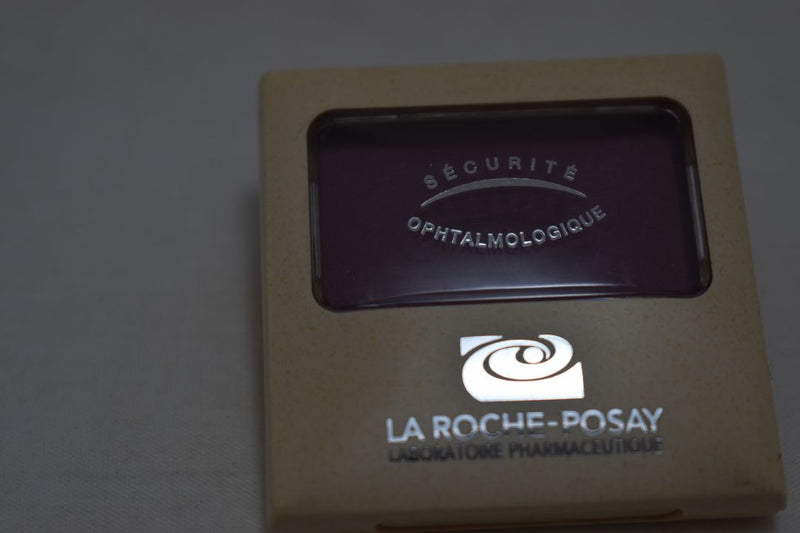 SÉCURITÉ
OPHTALMOLOGIQUE
LA ROCHE-POSAY
LABORATOIRE PHARMACEUTIQUE